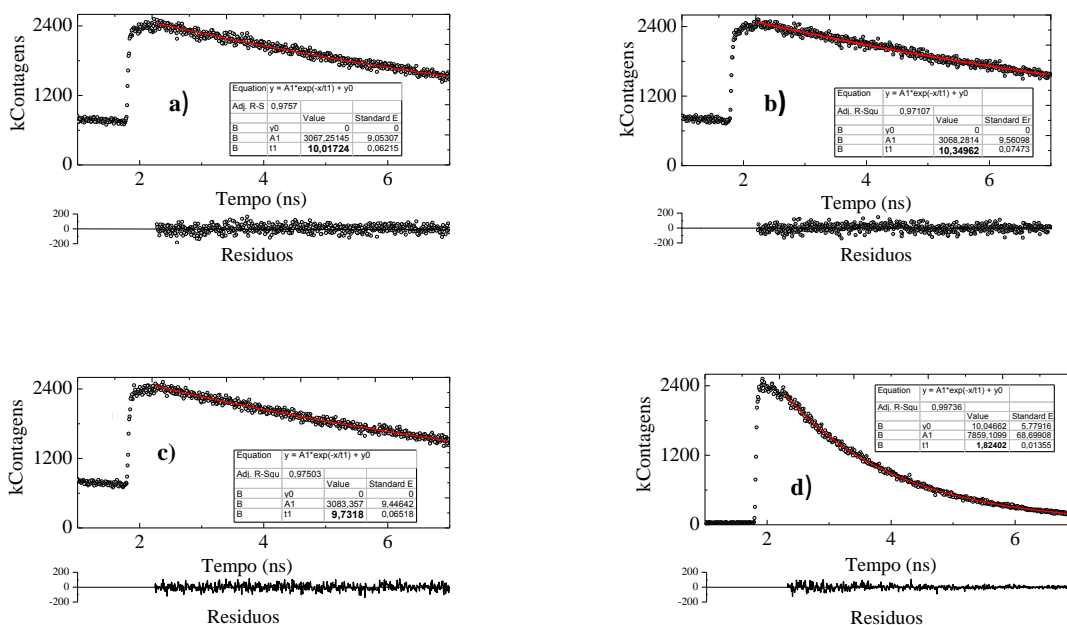 2400
1200
0
kContagens
a)
Equation y = A1*exp(-x/t1) + y0
Adj. R-S 0,9757
Value Standard E
B y0 0 0
B A1 3067,25145 9,05307
B t1 10,01724 0,06215
2 4 6
Tempo (ns)
200
0
-200
Residuos
2400
1200
0
kContagens
b)
Equation y = A1*exp(-x/t1) + y0
Adj. R-Squ 0,97107
Value Standard Er
B y0 0 0
B A1 3068,2814 9,56098
B t1 10,34962 0,07473
2 4 6
Tempo (ns)
200
0
-200
Residuos
2400
1200
0
kContagens
c)
Equation y = A1*exp(-x/t1) + y0
Adj. R-Squ 0,97503
Value Standard E
B y0 0 0
B A1 3083,357 9,44642
B t1 9,7318 0,06518
2 4 6
Tempo (ns)
200
0
-200
Residuos
2400
1200
0
kContagens
d)
Equation y = A1*exp(-x/t1) + y0
Adj. R-Squ 0,99736
Value Standard E
B y0 10,04662 5,77916
B A1 7859,1099 68,69908
B t1 1,82402 0,01355
2 4 6
Tempo (ns)
200
0
-200
Residuos